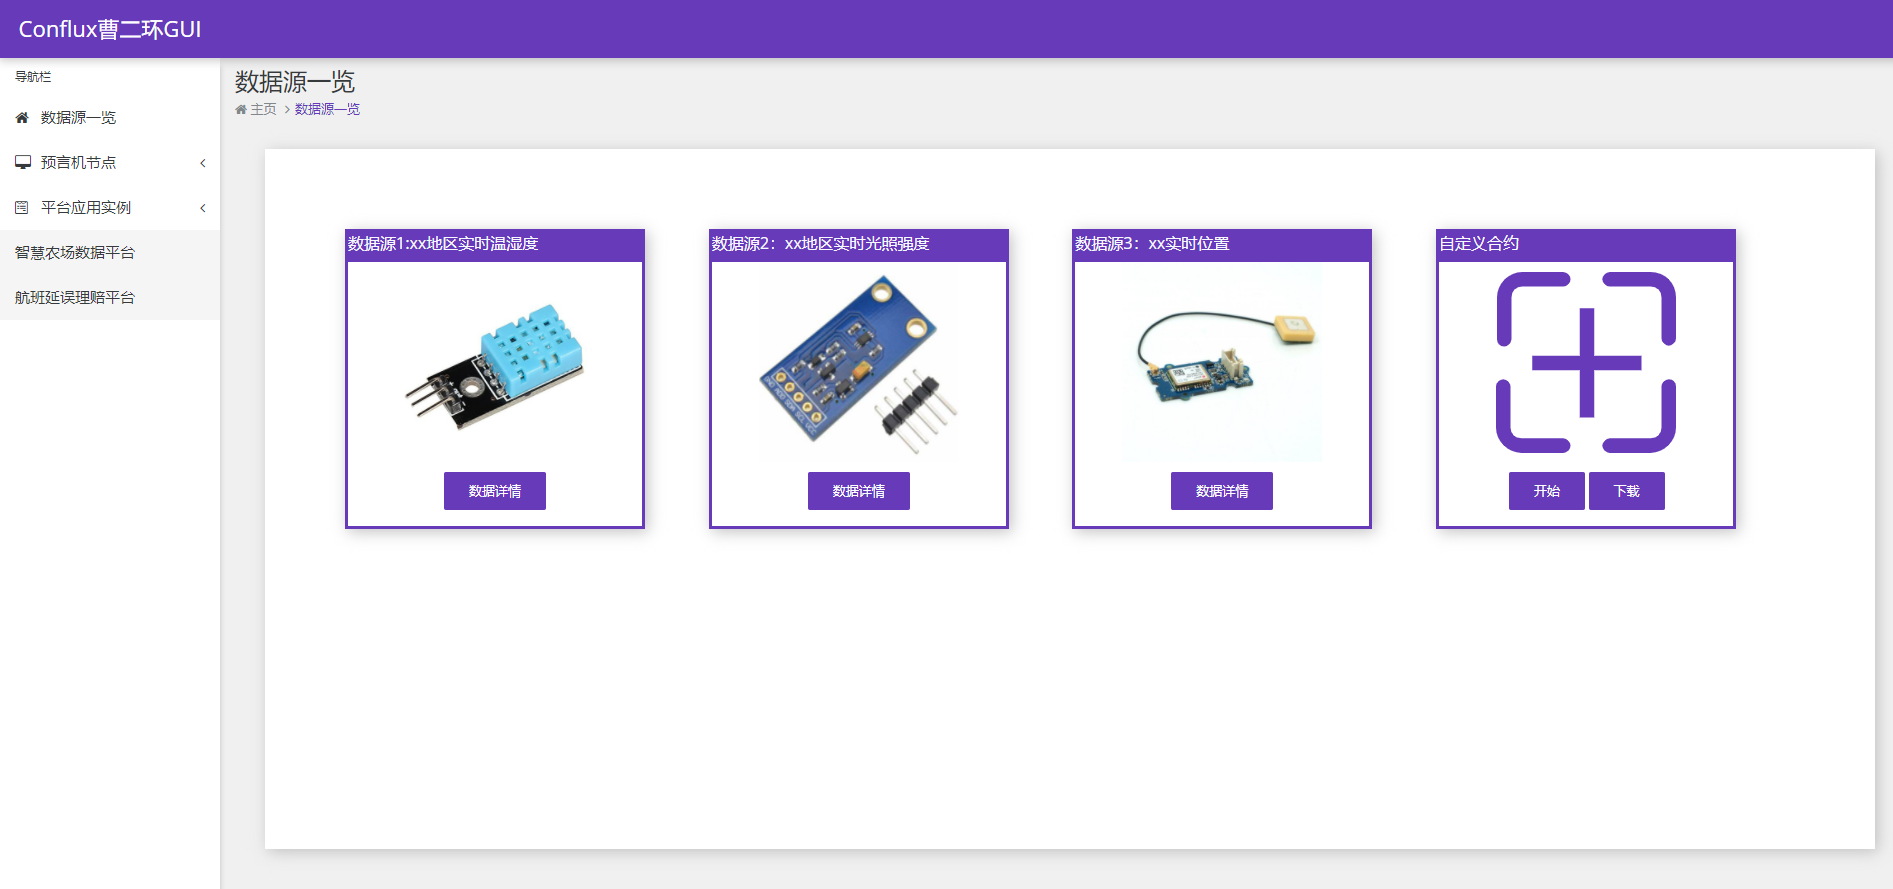 Conflux曹二环GUI
导航栏
数据源一览
预言机节点
平台应用实例
智慧农场数据平台
航班延误理赔平台
数据源一览
主页 > 数据源一览
数据源1:xx地区实时温湿度
数据详情
数据源2：xx地区实时光照强度
数据详情
数据源3：xx实时位置
数据详情
自定义合约
开始 下载